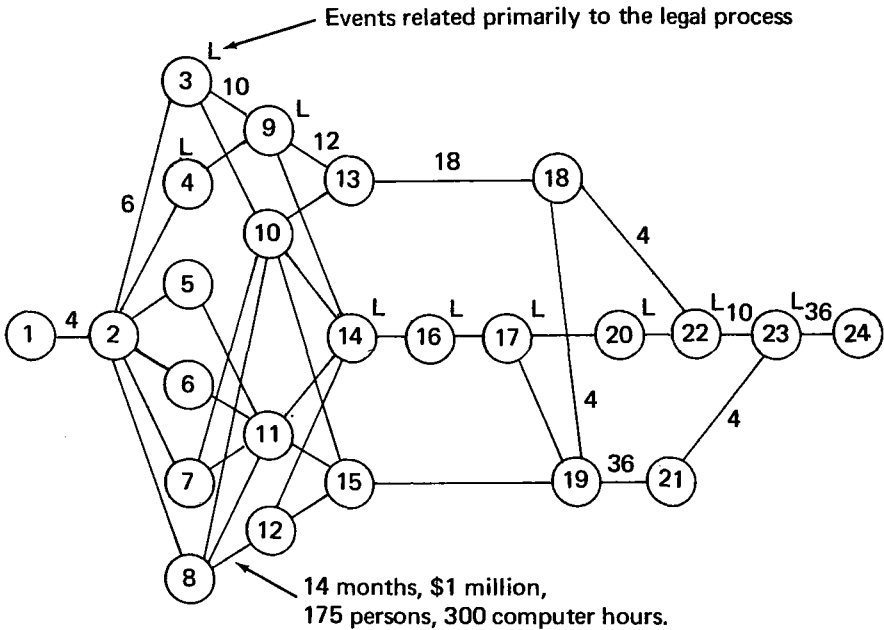 Events related primarily to the legal process
L
3
10
L
9
12
L
4
13
18
18
6
10
4
5
1
4
2
14
L
16
L
17
L
20
L
22
L
10
23
L
36
24
6
11
4
4
7
15
19
36
21
12
8
14 months, $1 million,
175 persons, 300 computer hours.